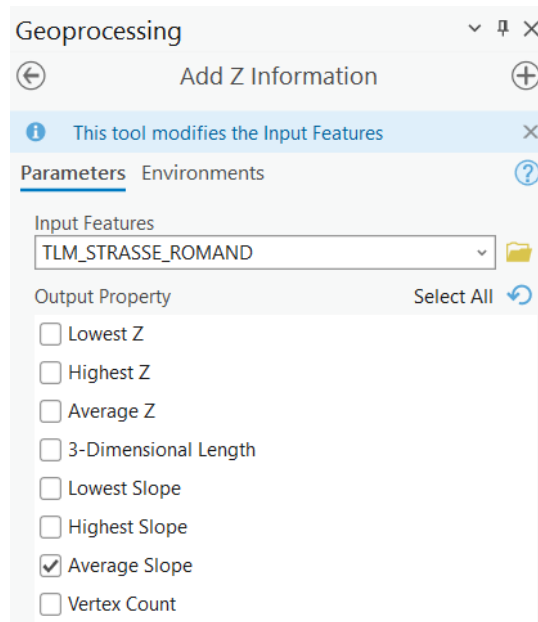 Geoprocessing
Add Z Information
This tool modifies the Input Features
Parameters Environments
Input Features
TLM_STRASSE_ROMAND
Output Property Select All
Lowest Z
Highest Z
Average Z
3-Dimensional Length
Lowest Slope
Highest Slope
Average Slope
Vertex Count